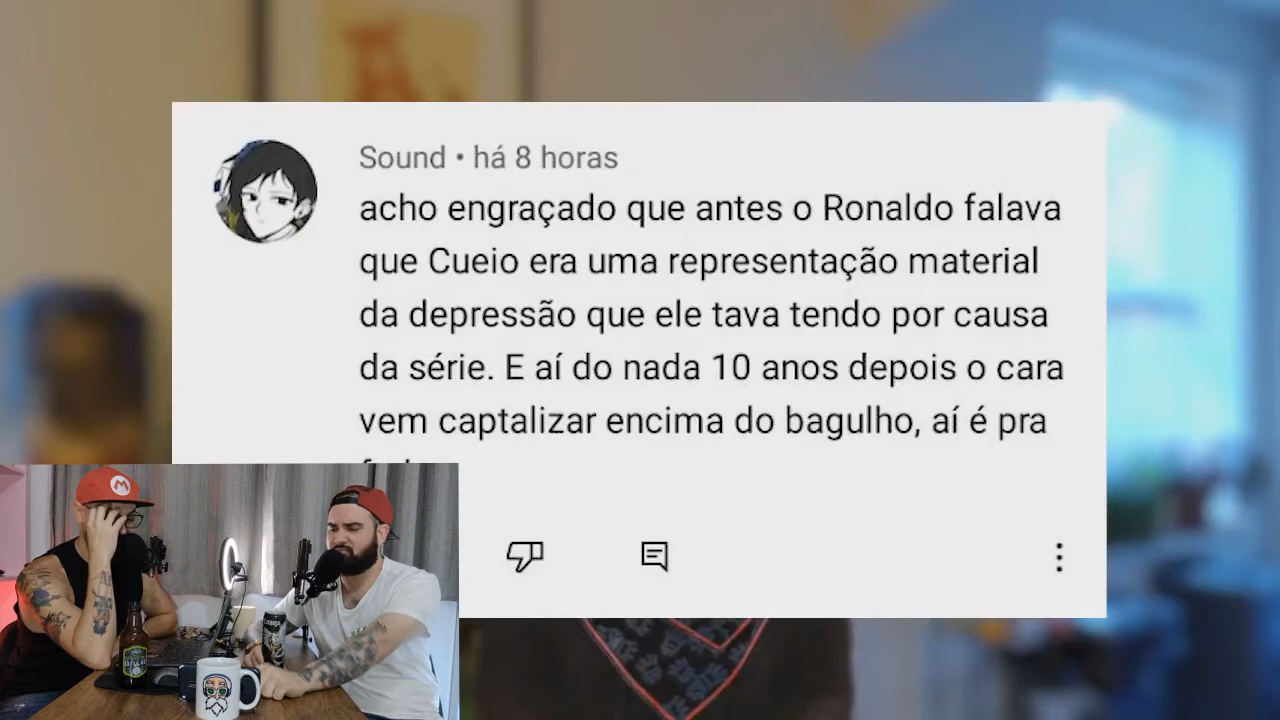 Sound • há 8 horas
acho engraçado que antes o Ronaldo falava
que Cueio era uma representação material
da depressão que ele tava tendo por causa
da série. E aí do nada 10 anos depois o cara
vem captalizar encima do bagulho, aí é pra
M